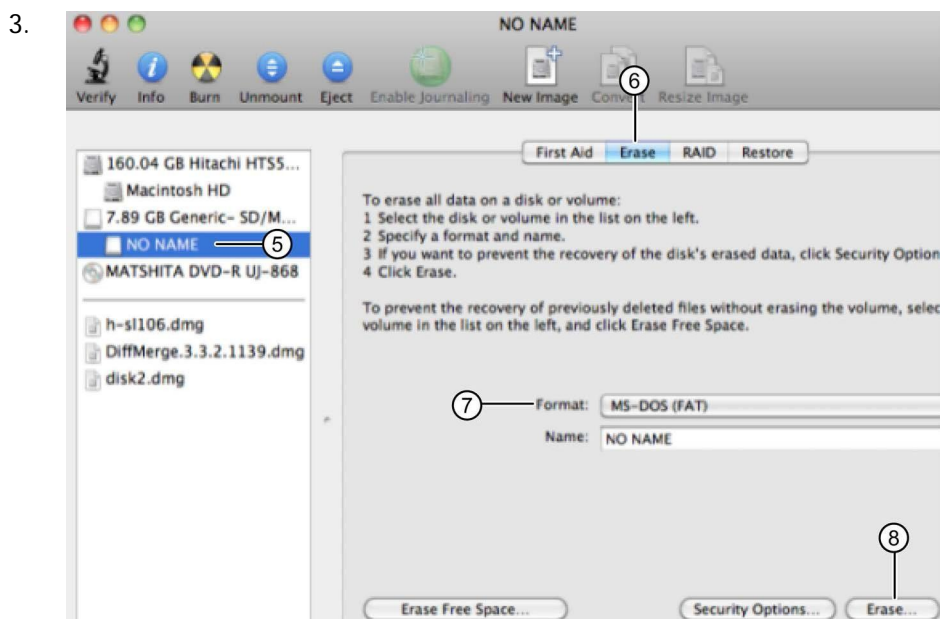 3.
NO NAME
Verify Info Burn Unmount Eject Enable Journaling New Image Convert Resize Image
6
First Aid Erase RAID Restore
160.04 GB Hitachi HTS5...
Macintosh HD
7.89 GB Generic- SD/M...
NO NAME 5
MATSHITA DVD-R UJ-868
h-sl106.dmg
DiffMerge.3.3.2.1139.dmg
disk2.dmg
To erase all data on a disk or volume:
1 Select the disk or volume in the list on the left.
2 Specify a format and name.
3 If you want to prevent the recovery of the disk's erased data, click Security Option
4 Click Erase.
To prevent the recovery of previously deleted files without erasing the volume, selec
volume in the list on the left, and click Erase Free Space.
7 Format: MS-DOS (FAT)
Name: NO NAME
8
Erase Free Space... Security Options... Erase...